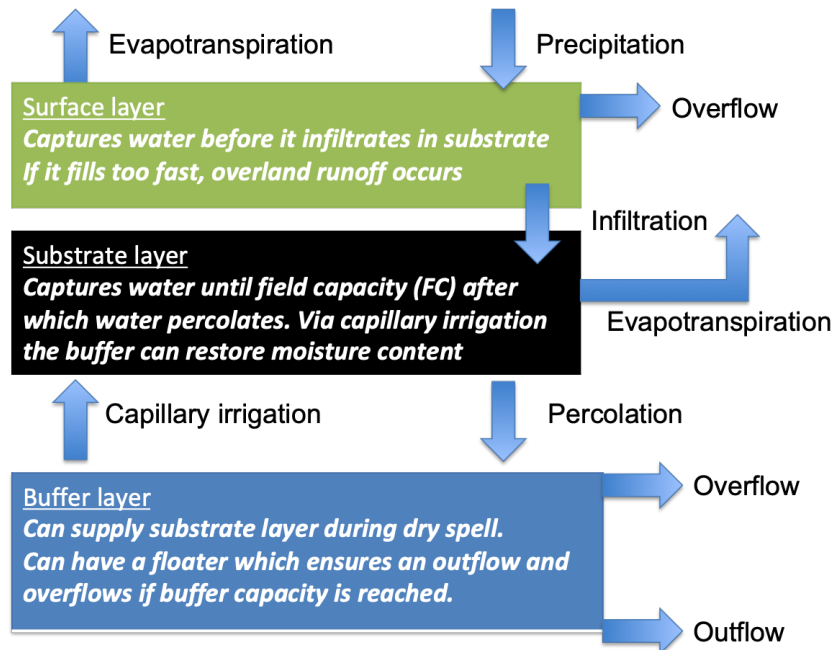 Evapotranspiration
Precipitation
Surface layer
Captures water before it infiltrates in substrate
If it fills too fast, overland runoff occurs
Overflow
Infiltration
Substrate layer
Captures water until field capacity (FC) after
which water percolates. Via capillary irrigation
the buffer can restore moisture content
Evapotranspiration
Capillary irrigation
Percolation
Buffer layer
Can supply substrate layer during dry spell.
Can have a floater which ensures an outflow and
overflows if buffer capacity is reached.
Overflow
Outflow